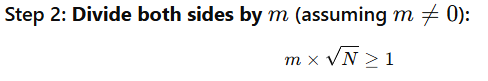 Step 2: Divide both sides by m (assuming m ≠ 0):
m × √N ≥ 1